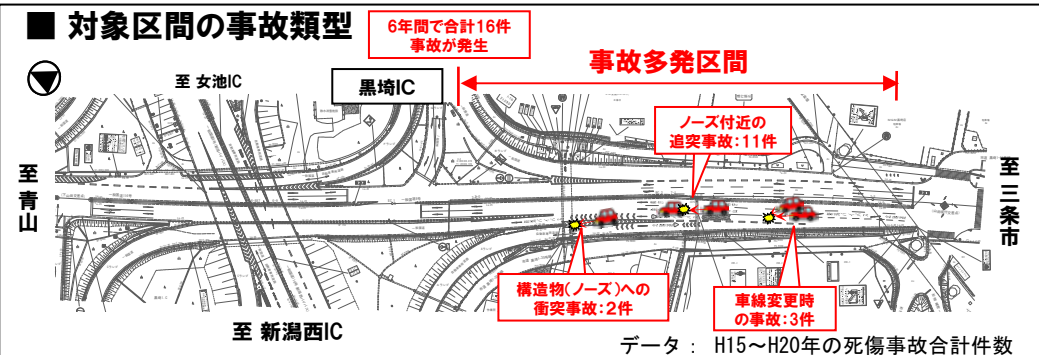 ■ 対象区間の事故類型
6年間で合計16件
事故が発生
事故多発区間
至 女池IC
黒埼IC
ノーズ付近の
追突事故:11件
至青山
至三条市
構造物(ノーズ)への
衝突事故:2件
車線変更時
の事故:3件
至 新潟西IC
データ : H15～H20年の死傷事故合計件数